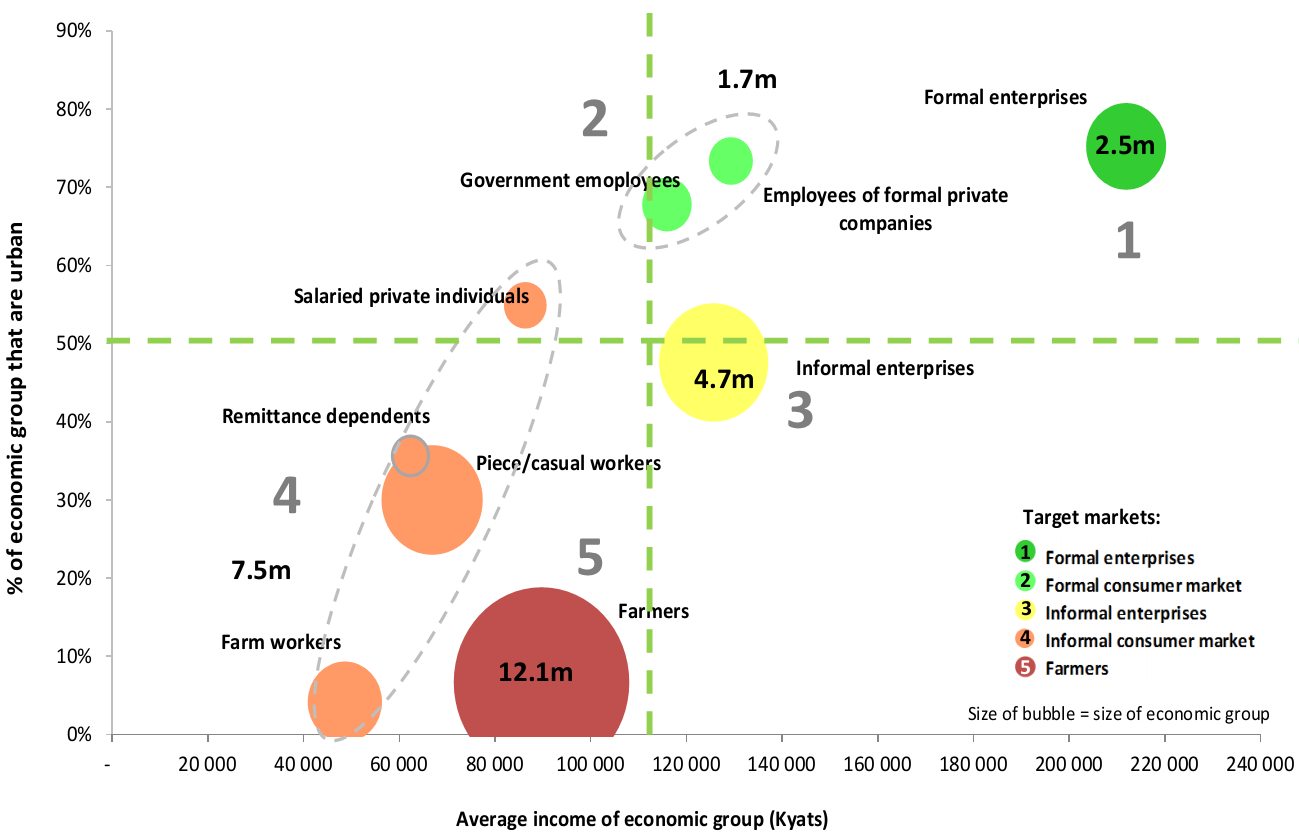 90%
80%
70%
60%
50%
40%
30%
20%
10%
0%
% of economic group that are urban
1.7m
2
Formal enterprises
2.5m
Government emoployees
Employees of formal private
companies
1
Salaried private individuals
4.7m
Informal enterprises
3
Remittance dependents
Piece/casual workers
4
7.5m
5
Farmers
Farm workers
12.1m
Target markets:
1 Formal enterprises
2 Formal consumer market
3 Informal enterprises
4 Informal consumer market
5 Farmers
Size of bubble = size of economic group
- 20 000 40 000 60 000 80 000 100 000 120 000 140 000 160 000 180 000 200 000 220 000 240 000
Average income of economic group (Kyats)